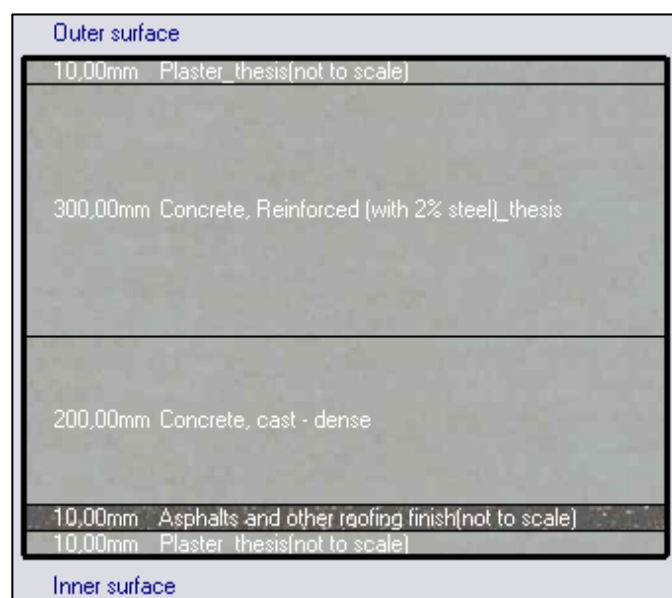 Outer surface
10,00mm Plaster_thesis(not to scale)
300,00mm Concrete, Reinforced (with 2% steel)_thesis
200,00mm Concrete, cast - dense
10,00mm Asphalts and other roofing finish(not to scale)
10,00mm Plaster_thesis(not to scale)
Inner surface